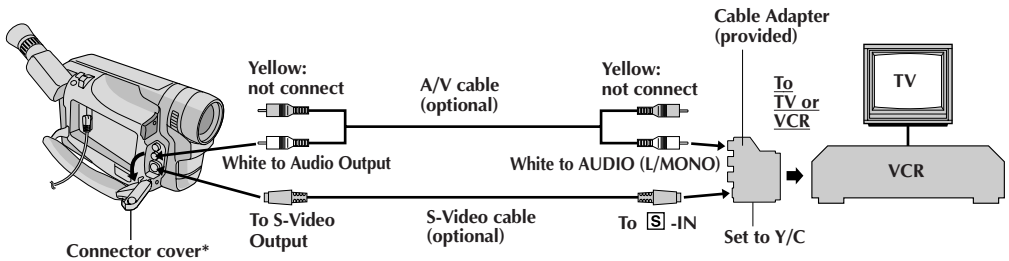 Cable Adapter
(provided)
Yellow:
not connect
A/V cable
(optional)
Yellow:
not connect
To
TV or
VCR
TV
White to Audio Output
White to AUDIO (L/MONO)
VCR
To S-Video
Output
S-Video cable
(optional)
To S -IN
Set to Y/C
Connector cover*